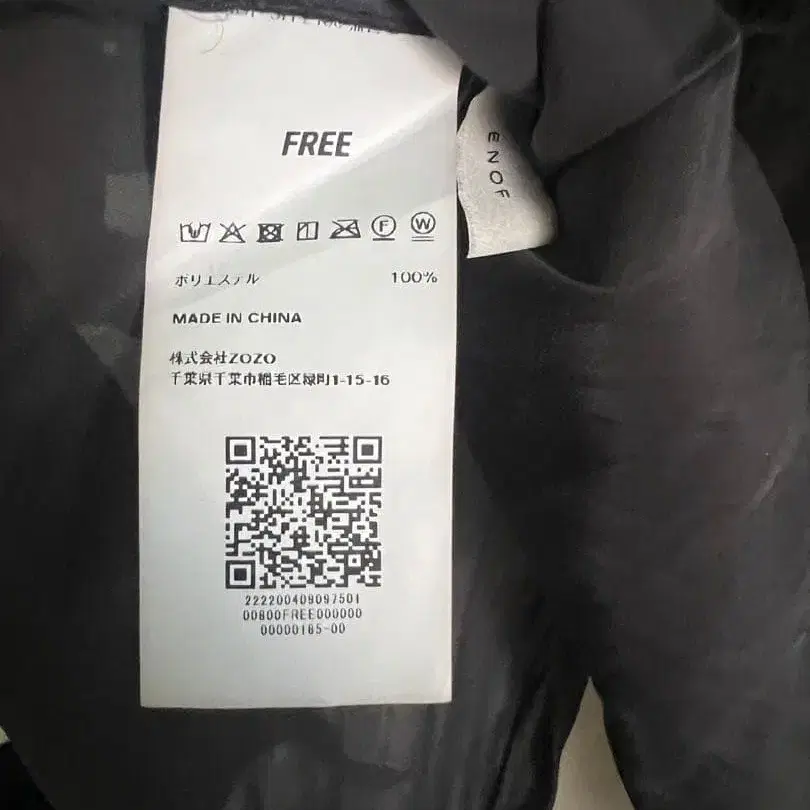 FREE
ENOF
F W
ポリエステル 100%
MADE IN CHINA
株式会社ZOZO
千葉県千葉市稲毛区緑町1-15-16
222200409097501
00800FREE000000
00000185-00